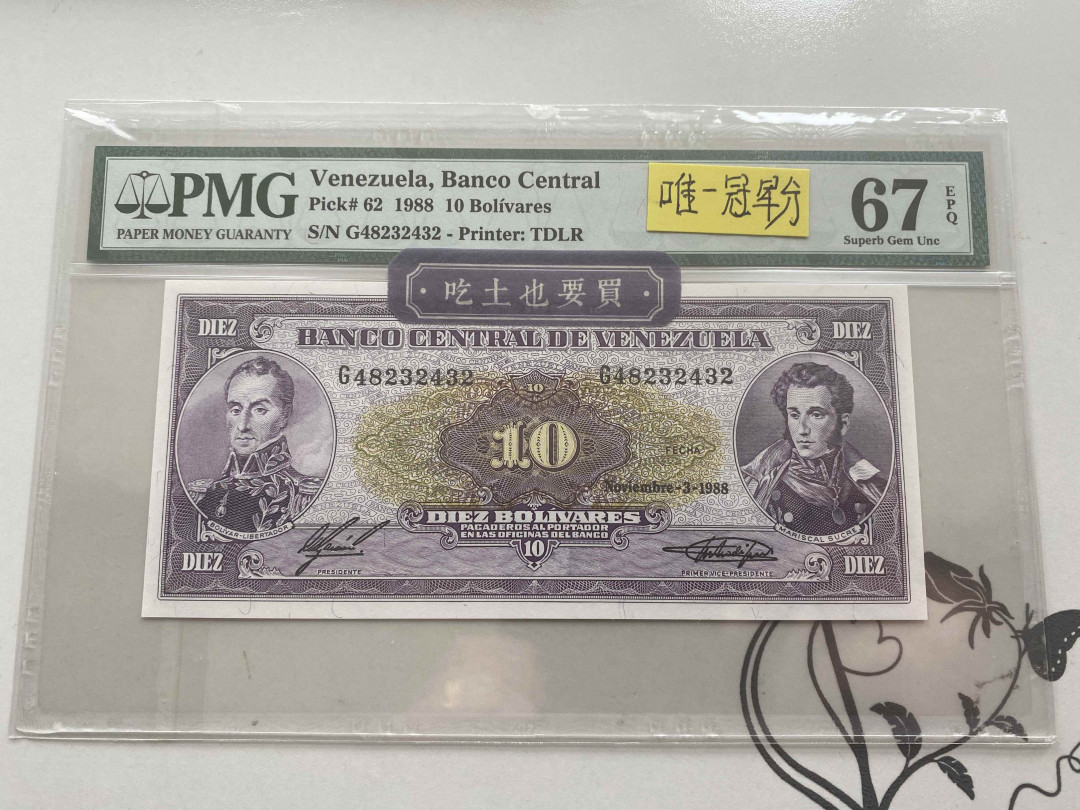 PMG
PAPER MONEY GUARANTY
Venezuela, Banco Central
Pick# 62 1988 10 Bolívares
S/N G48232432 - Printer: TDLR
唯一冠军分
67 EPQ
Superb Gem Unc
·吃土也要買·
DIEZ
BANCO CENTRAL DE VENEZUELA
DIEZ
G48232432
G48232432
10
10
FECHA
Noviembre-3-1988
DIEZ BOLIVARES
PAGADEROS AL PORTADOR
EN LAS OFICINAS DEL BANCO
10
BOLIVAR-LIBERTADOR
MARISCAL SUCRE
DIEZ
PRESIDENTE
PRIMER VICE-PRESIDENTE
DIEZ